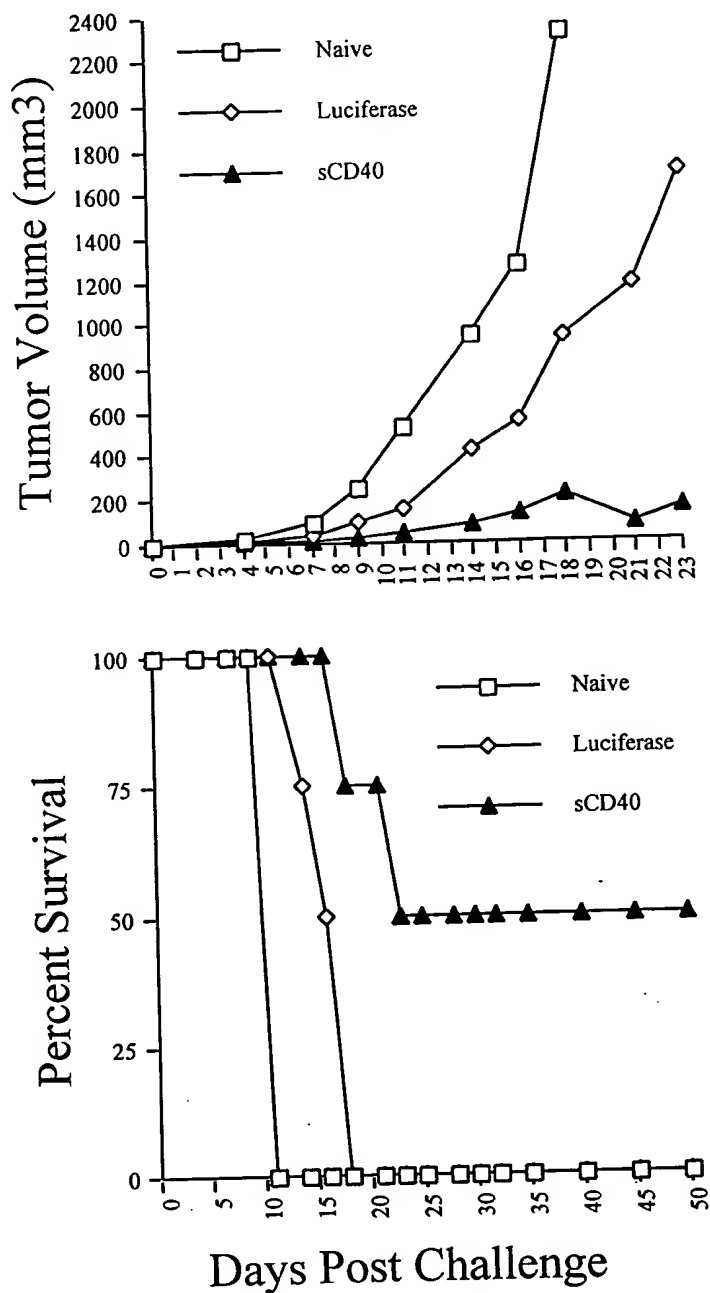 Tumor Volume (mm3)
2400
2200
2000
1800
1600
1400
1200
1000
800
600
400
200
0
Naive
Luciferase
sCD40
0 1 2 3 4 5 6 7 8 9 10 11 12 13 14 15 16 17 18 19 20 21 22 23
Percent Survival
100
75
50
25
0
Naive
Luciferase
sCD40
0 5 10 15 20 25 30 35 40 45 50
Days Post Challenge